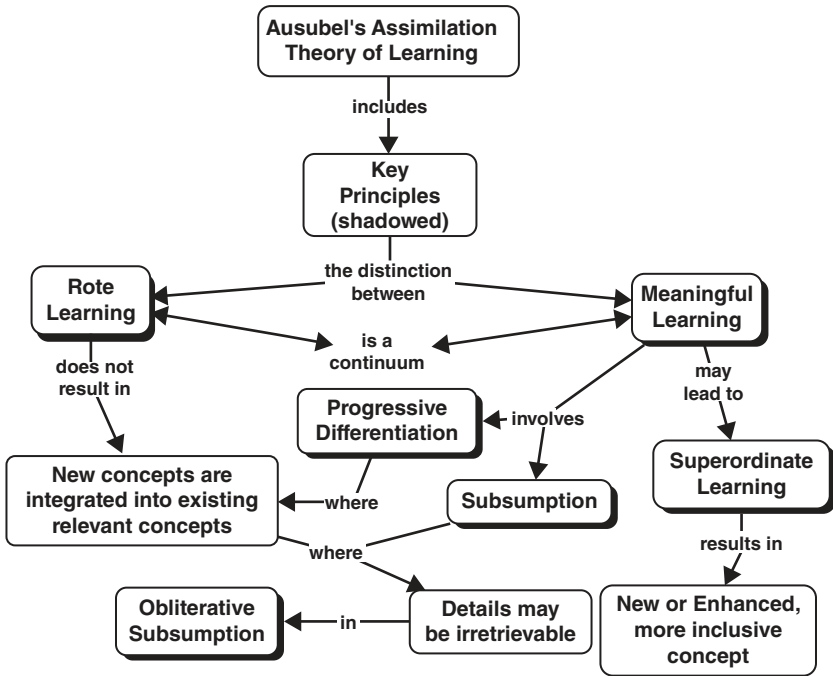 Ausubel's Assimilation
Theory of Learning
includes
Key
Principles
(shadowed)
the distinction
between
Rote
Learning
Meaningful
Learning
is a
continuum
does not
result in
may
lead to
Progressive
Differentiation
involves
New concepts are
integrated into existing
relevant concepts
where
Subsumption
Superordinate
Learning
where
results in
Obliterative
Subsumption
in
Details may
be irretrievable
New or Enhanced,
more inclusive
concept